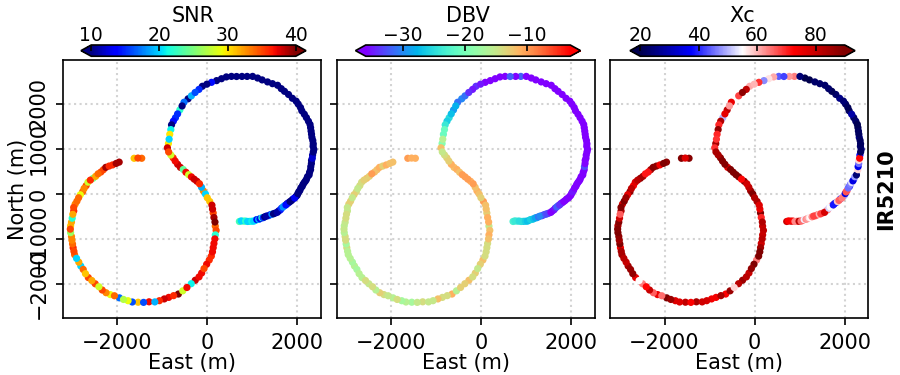 SNR DBV Xc
10 20 30 40 −30 −20 −10 20 40 60 80
North (m)
2000
1000
0
−1000
−2000
IR5210
−2000 0 2000 −2000 0 2000 −2000 0 2000
East (m) East (m) East (m)